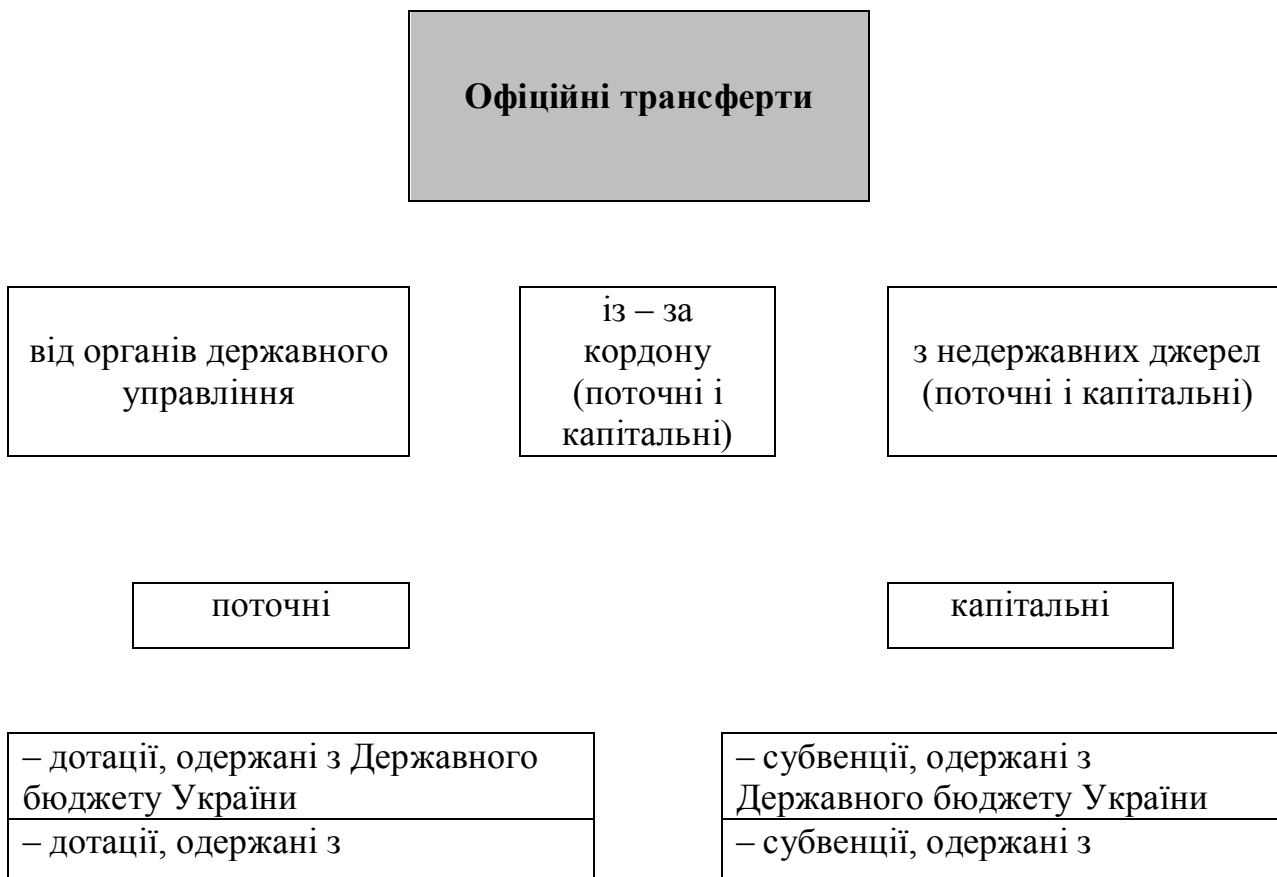 Офіційні трансферти
від органів державного
управління
із – за
кордону
(поточні і
капітальні)
з недержавних джерел
(поточні і капітальні)
поточні
капітальні
– дотації, одержані з Державного
бюджету України
– дотації, одержані з
– субвенції, одержані з
Державного бюджету України
– субвенції, одержані з